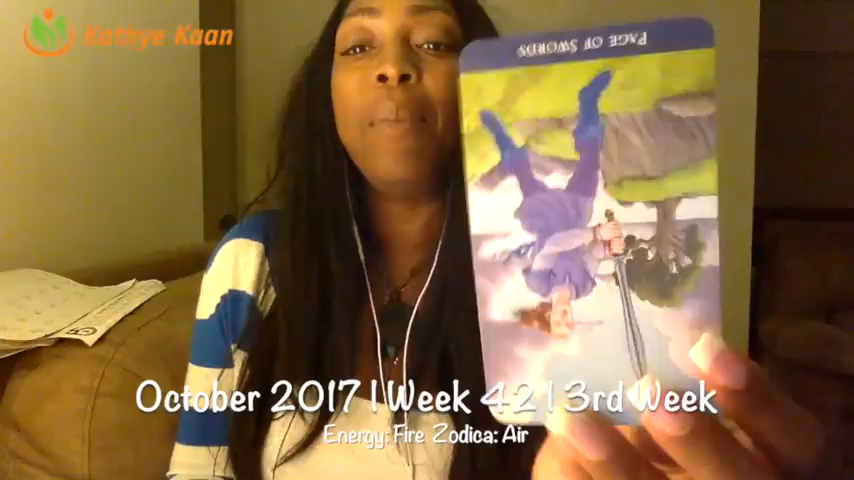 Kathye Kaan
PAGE OF SWORDS
October 2017 | Week 42 | 3rd Week
Energy: Fire Zodica: Air